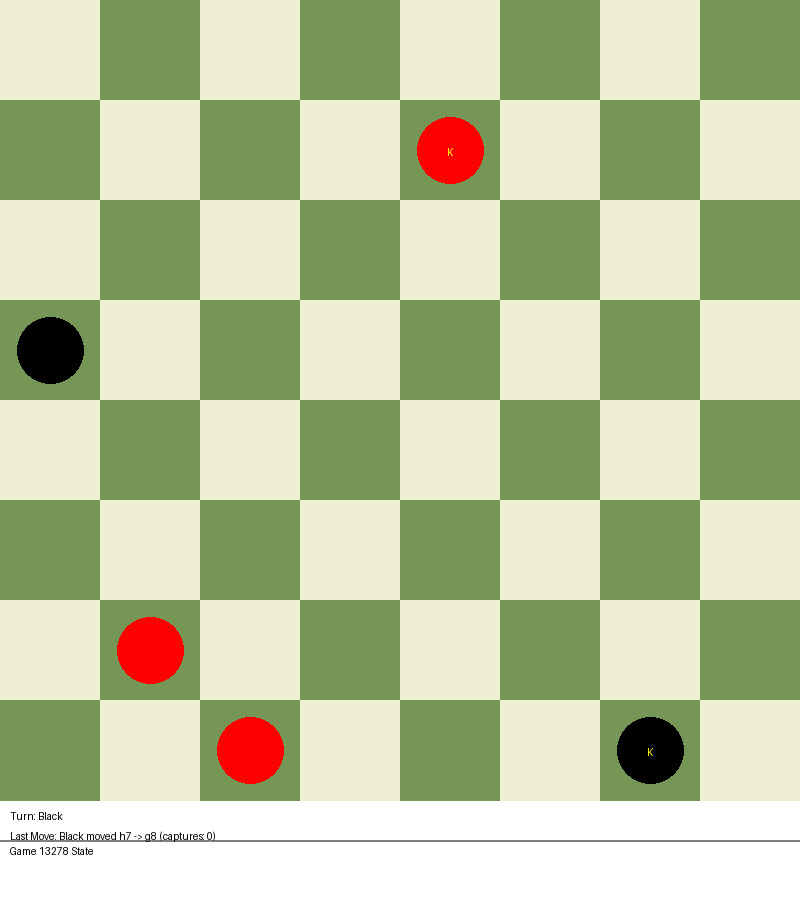 K
K
Turn: Black
Last Move: Black moved h7 -> g8 (captures: 0)
Game 13278 State